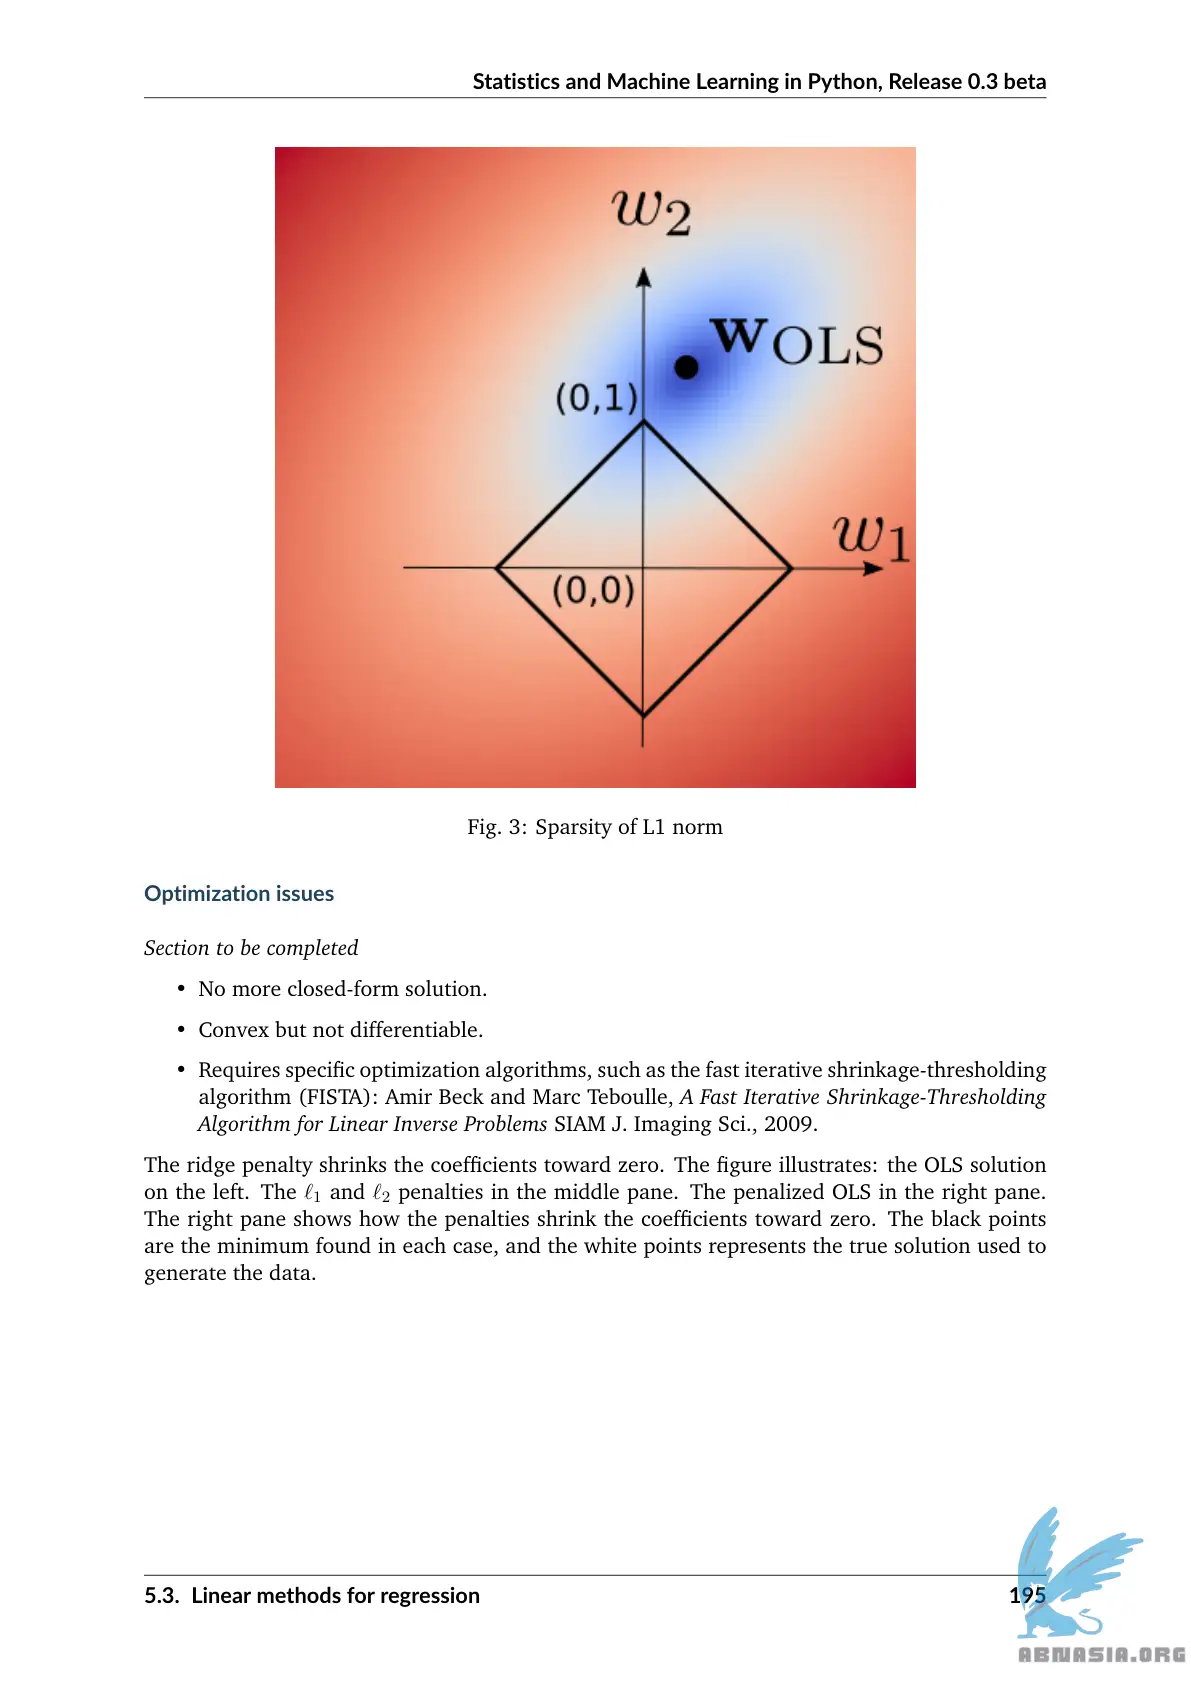 Statistics and Machine Learning in Python, Release 0.3 beta
w2
wOLS
(0,1)
w1
(0,0)
Fig. 3: Sparsity of L1 norm
Optimization issues
Section to be completed
• No more closed-form solution.
• Convex but not differentiable.
• Requires specific optimization algorithms, such as the fast iterative shrinkage-thresholding
algorithm (FISTA): Amir Beck and Marc Teboulle, A Fast Iterative Shrinkage-Thresholding
Algorithm for Linear Inverse Problems SIAM J. Imaging Sci., 2009.
The ridge penalty shrinks the coefficients toward zero. The figure illustrates: the OLS solution
on the left. The ℓ1 and ℓ2 penalties in the middle pane. The penalized OLS in the right pane.
The right pane shows how the penalties shrink the coefficients toward zero. The black points
are the minimum found in each case, and the white points represents the true solution used to
generate the data.
5.3. Linear methods for regression 195
ABNASIA.ORG